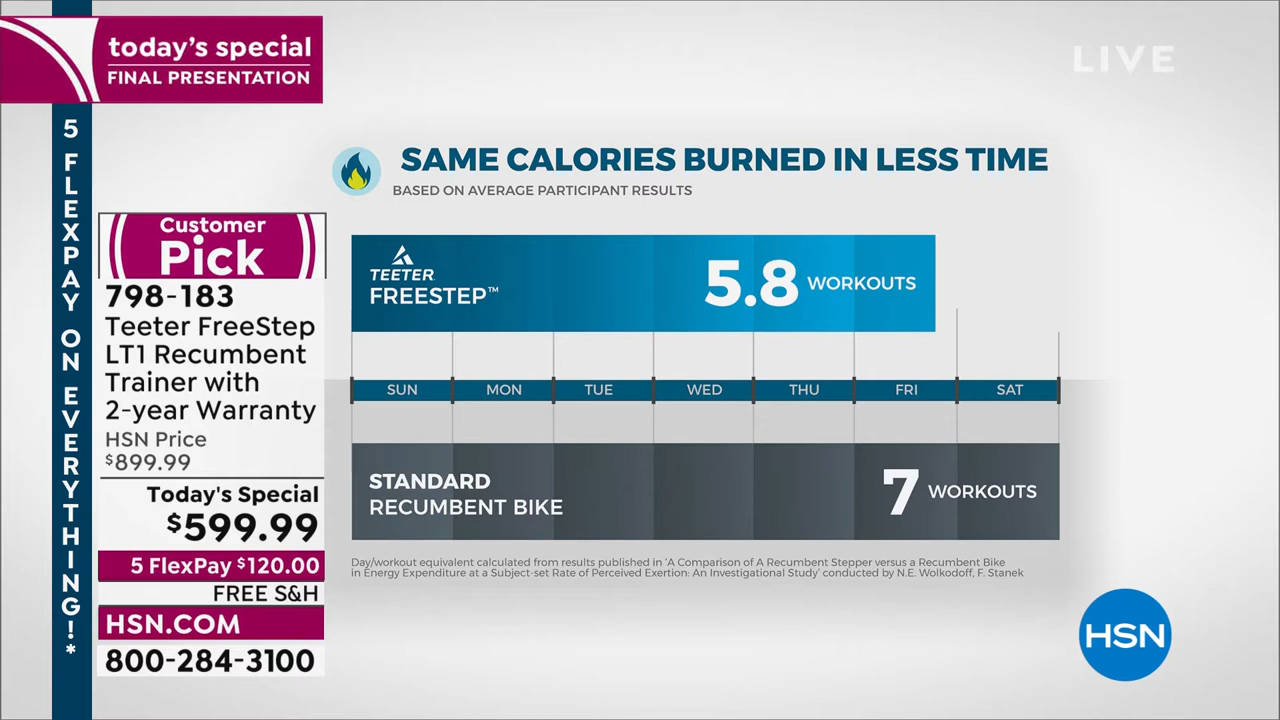 today's special
FINAL PRESENTATION
LIVE
5 FLEXPAY ON EVERYTHING!*
Customer
Pick
798-183
Teeter FreeStep
LT1 Recumbent
Trainer with
2-year Warranty
HSN Price
$899.99
Today's Special
$599.99
5 FlexPay $120.00
FREE S&H
HSN.COM
800-284-3100
SAME CALORIES BURNED IN LESS TIME
BASED ON AVERAGE PARTICIPANT RESULTS
TEETER
FREESTEP™
5.8 WORKOUTS
SUN MON TUE WED THU FRI SAT
STANDARD
RECUMBENT BIKE
7 WORKOUTS
Day/workout equivalent calculated from results published in 'A Comparison of A Recumbent Stepper versus a Recumbent Bike
in Energy Expenditure at a Subject-set Rate of Perceived Exertion: An Investigational Study' conducted by N.E. Wolkodoff, F. Stanek
HSN